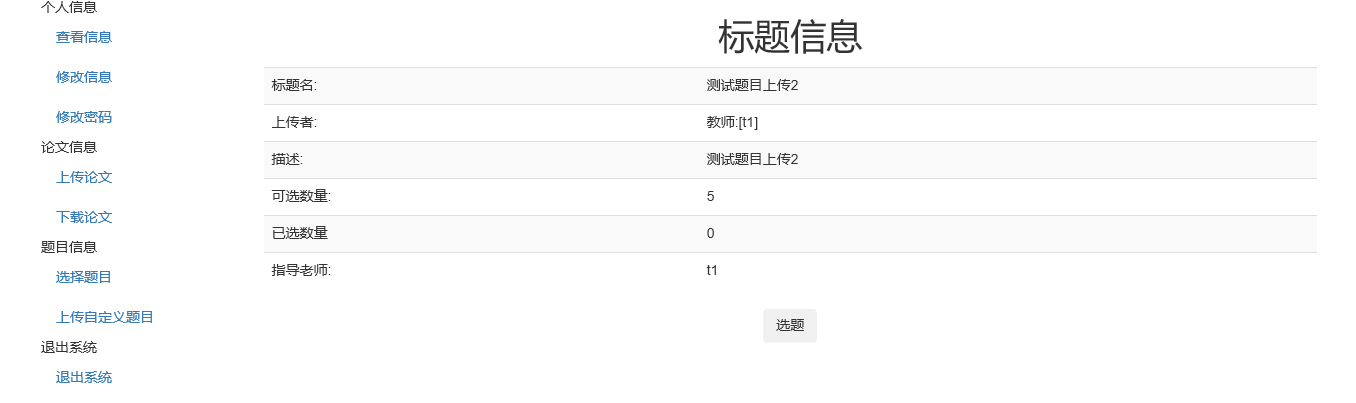 个人信息
查看信息
修改信息
修改密码
论文信息
上传论文
下载论文
题目信息
选择题目
上传自定义题目
退出系统
退出系统
标题信息
标题名: 测试题目上传2
上传者: 教师:[t1]
描述: 测试题目上传2
可选数量: 5
已选数量 0
指导老师: t1
选题